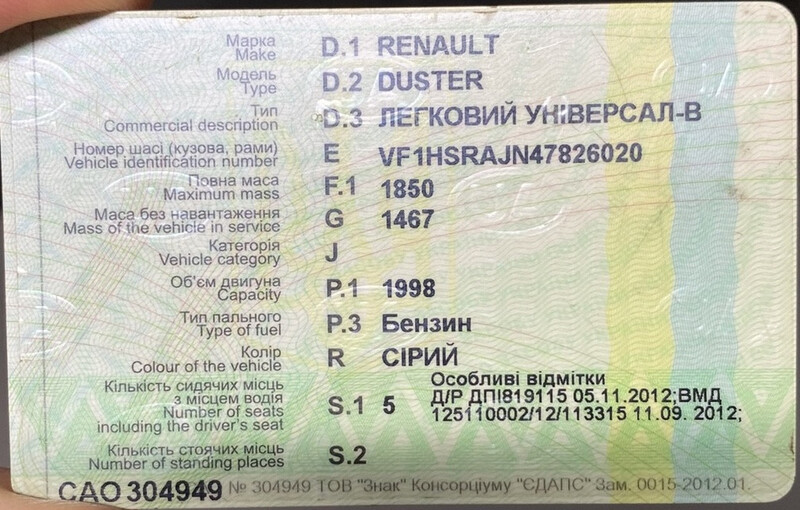 Марка D.1 RENAULT
Make
Модель D.2 DUSTER
Type
Тип D.3 ЛЕГКОВИЙ УНІВЕРСАЛ-В
Commercial description
Номер шасі (кузова, рами) E VF1HSRAJN47826020
Vehicle identification number
Повна маса F.1 1850
Maximum mass
Маса без навантаження G 1467
Mass of the vehicle in service
Категорія J
Vehicle category
Об'єм двигуна P.1 1998
Capacity
Тип пального P.3 Бензин
Type of fuel
Колір R СІРИЙ
Colour of the vehicle
Кількість сидячих місць
з місцем водія
Number of seats
including the driver's seat
S.1 5
Особливі відмітки
Д/Р ДПІ819115 05.11.2012;ВМД
125110002/12/113315 11.09. 2012;
Кількість стоячих місць S.2
Number of standing places
САО 304949 № 304949 ТОВ "Знак" Консорціуму "ЄДАПС" Зам. 0015-2012.01.